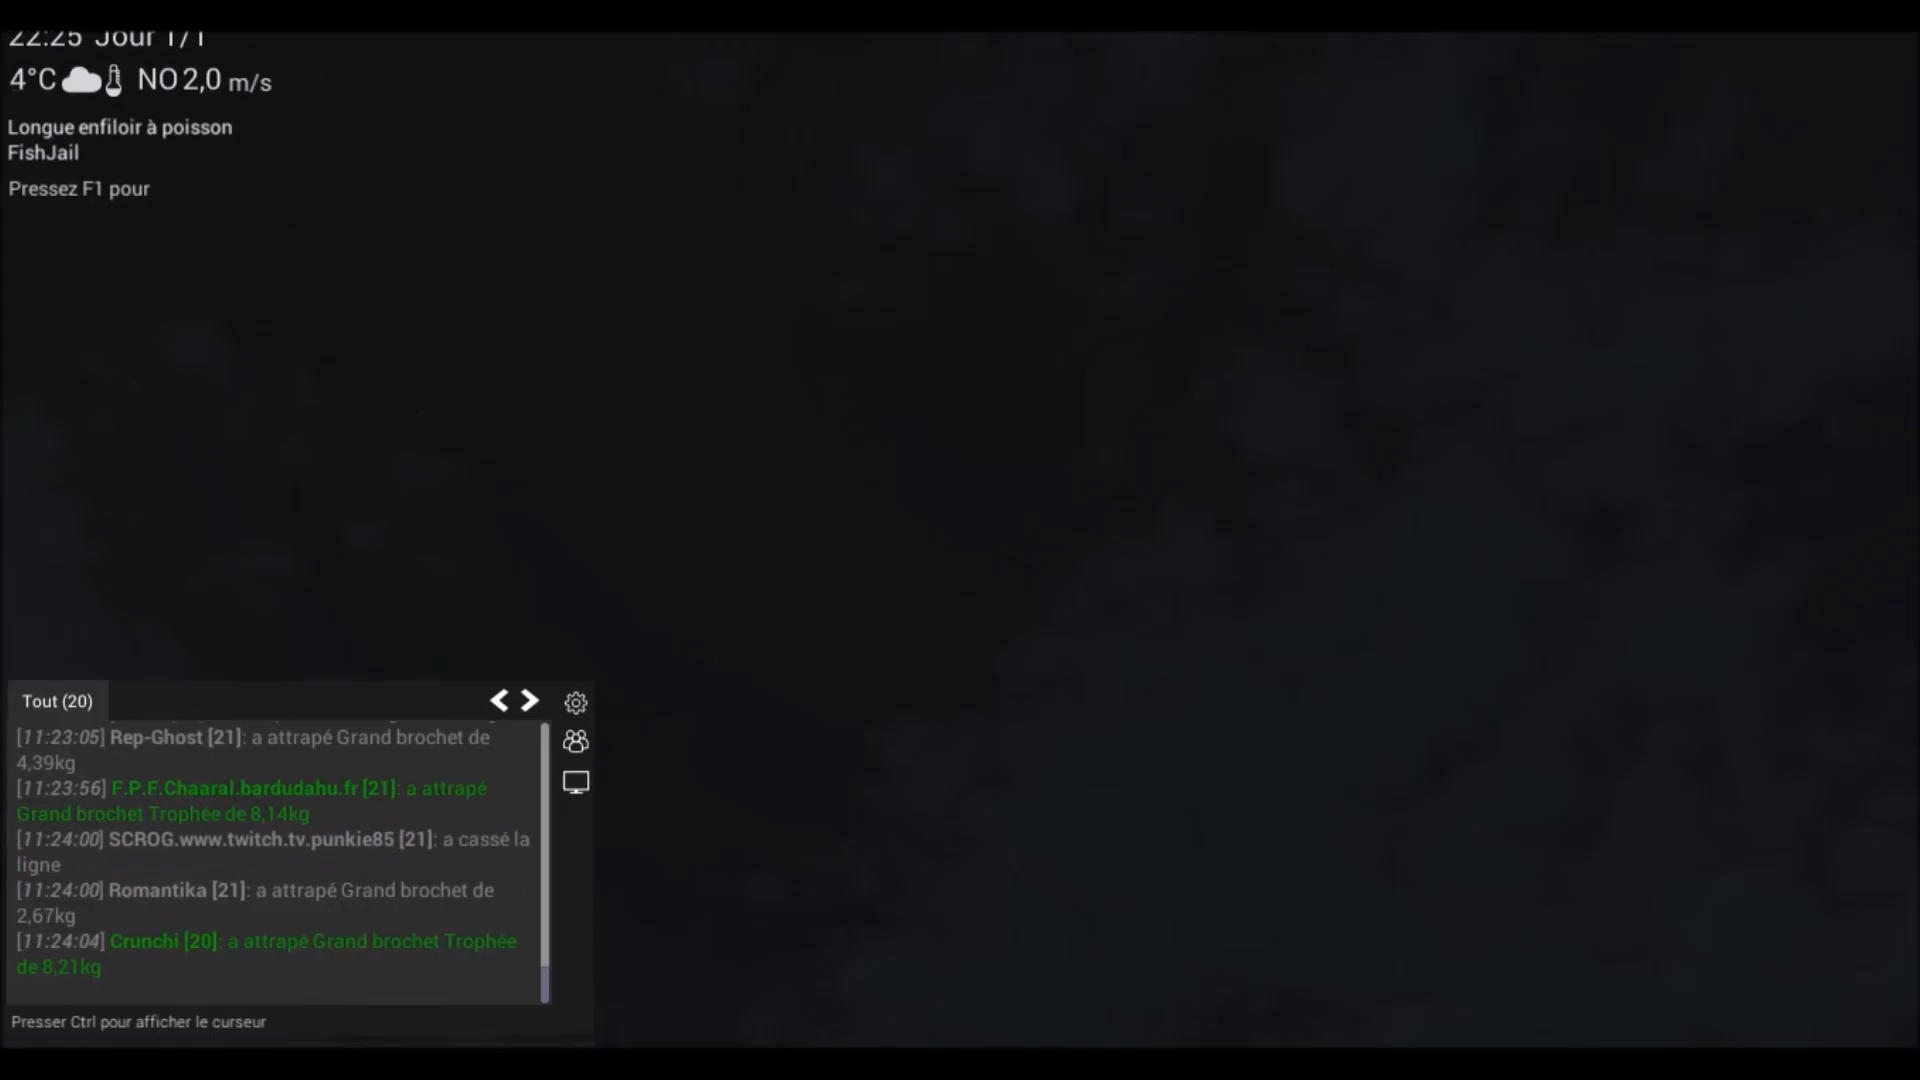 22:25 Jour 1/1
4°C NO 2,0 m/s
Longue enfiloir à poisson
FishJail
Pressez F1 pour
Tout (20)
[11:23:05] Rep-Ghost [21]: a attrapé Grand brochet de
4,39kg
[11:23:56] F.P.F.Chaaral.bardudahu.fr [21]: a attrapé
Grand brochet Trophée de 8,14kg
[11:24:00] SCROG.www.twitch.tv.punkie85 [21]: a cassé la
ligne
[11:24:00] Romantika [21]: a attrapé Grand brochet de
2,67kg
[11:24:04] Crunchi [20]: a attrapé Grand brochet Trophée
de 8,21kg
Presser Ctrl pour afficher le curseur